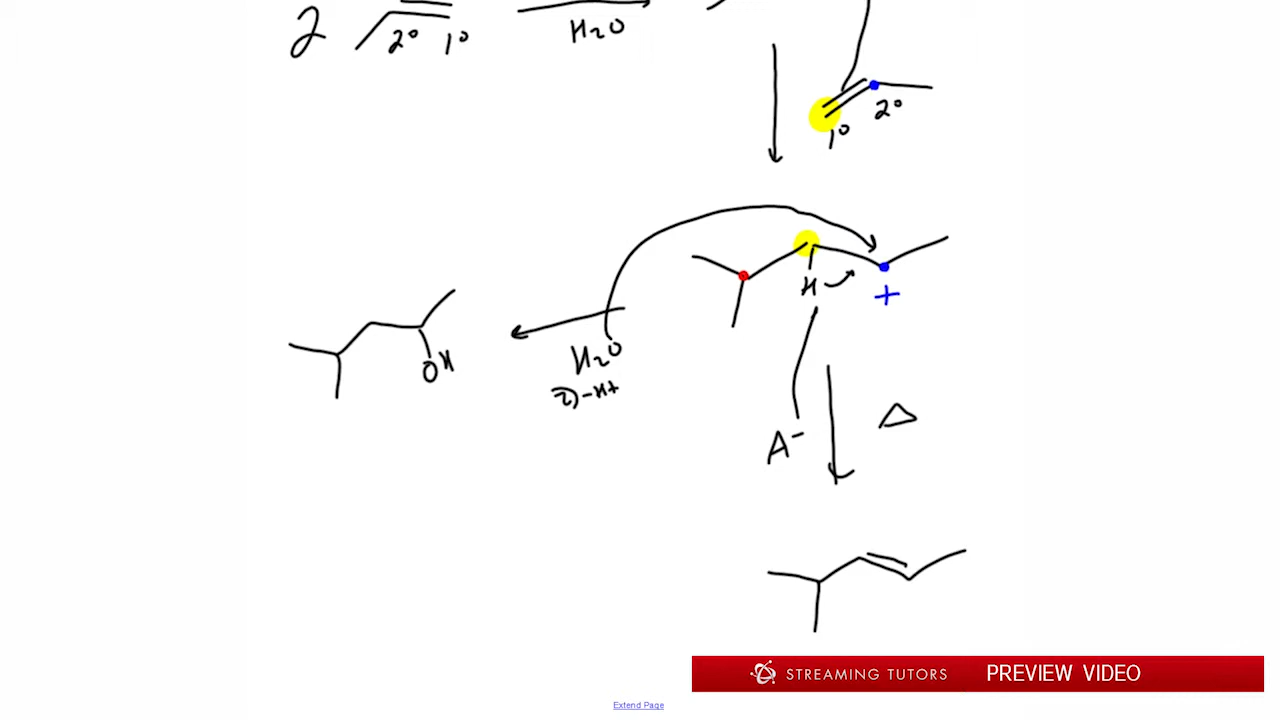 2 2° 1° H2O
1° 2°
H +
OH
H2O
2) -H+
A- Δ
STREAMING TUTORS PREVIEW VIDEO
Extend Page